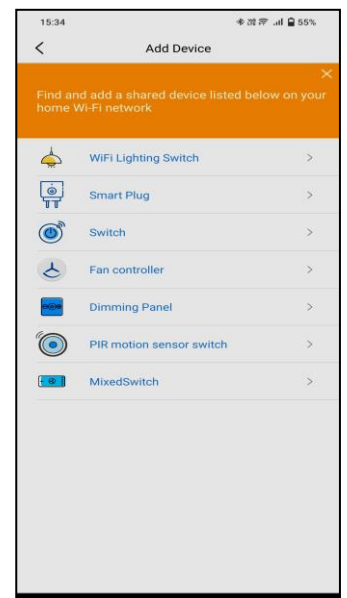 15:34 55%
Add Device
Find and add a shared device listed below on your
home Wi-Fi network
WiFi Lighting Switch
Smart Plug
Switch
Fan controller
Dimming Panel
PIR motion sensor switch
MixedSwitch